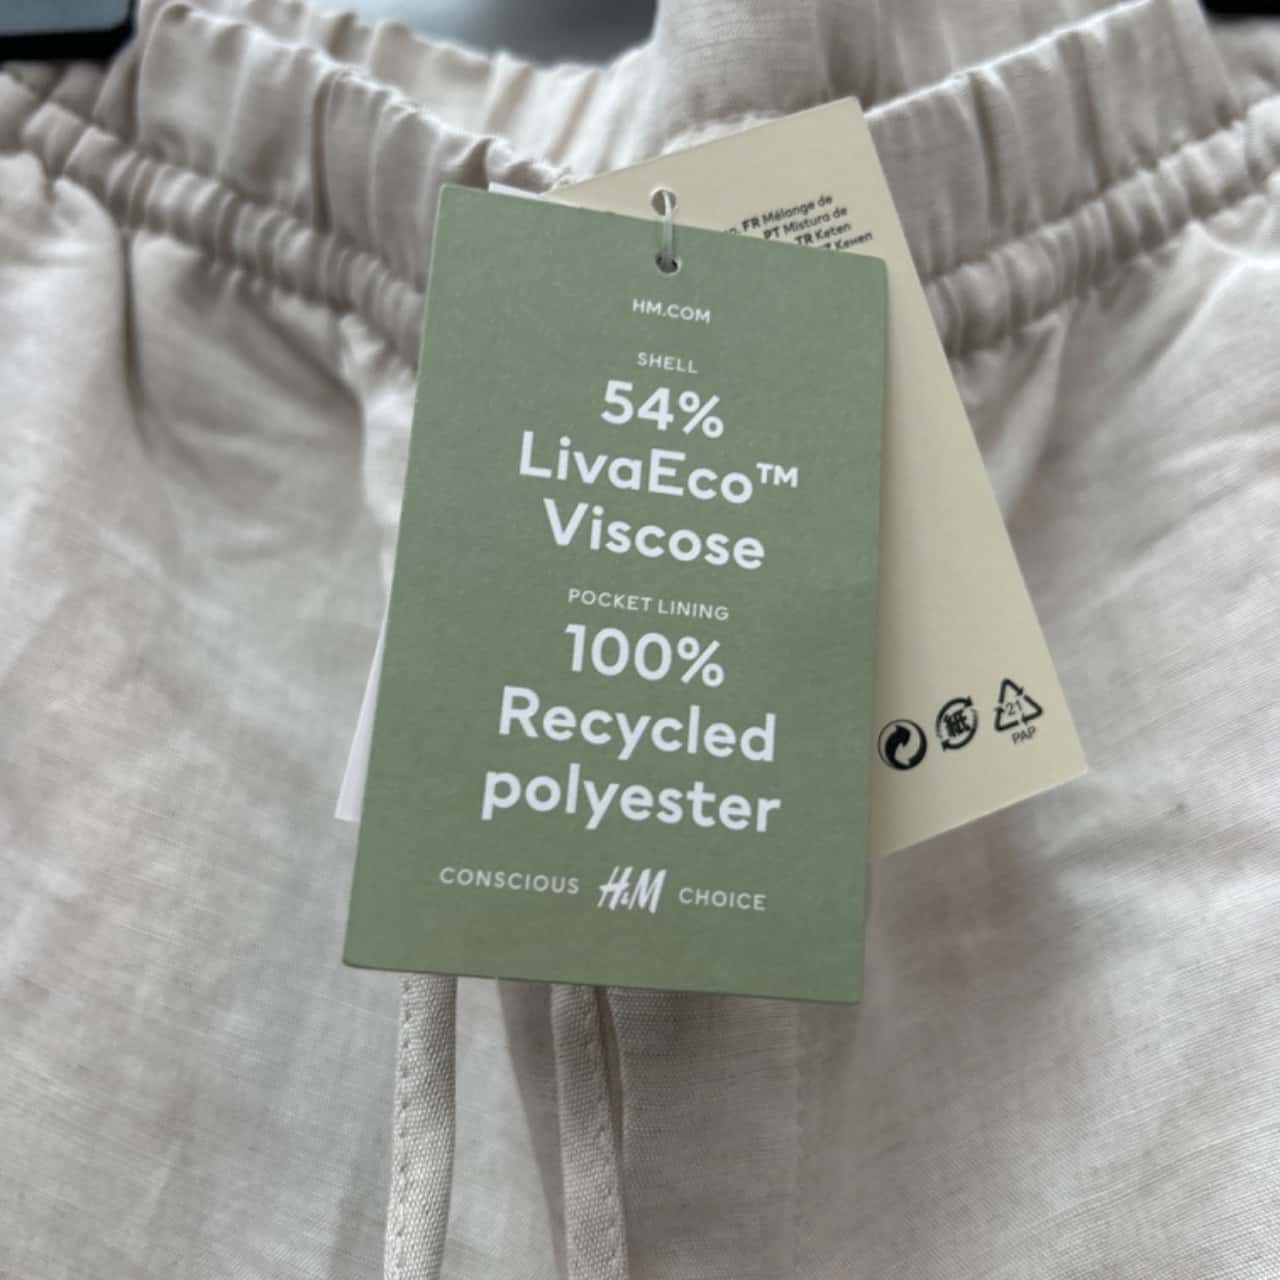 HM.COM
SHELL
54%
LivaEco™
Viscose
POCKET LINING
100%
Recycled
polyester
CONSCIOUS H&M CHOICE
FR Mélange de
PT Mistura de
TR Keten
紙
21
PAP